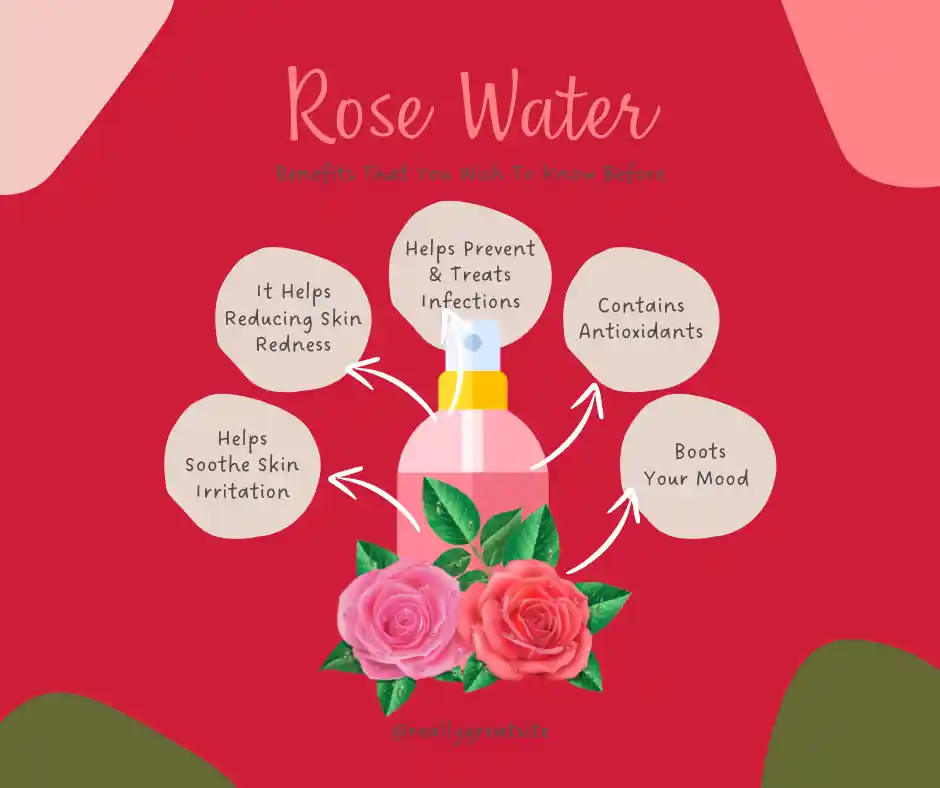 Rose Water
Benefits That You Wish To Know Before
Helps Prevent
& Treats
Infections
It Helps
Reducing Skin
Redness
Contains
Antioxidants
Helps
Soothe Skin
Irritation
Boots
Your Mood
@reallygreatsite